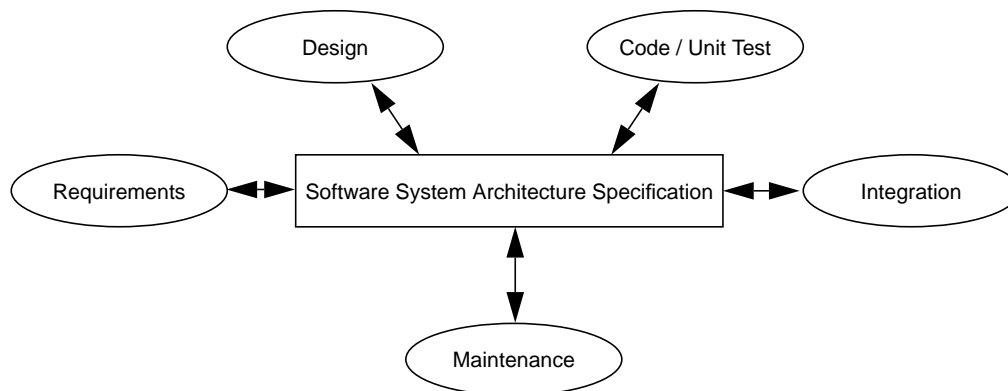 Design
Code / Unit Test
Requirements
Software System Architecture Specification
Integration
Maintenance